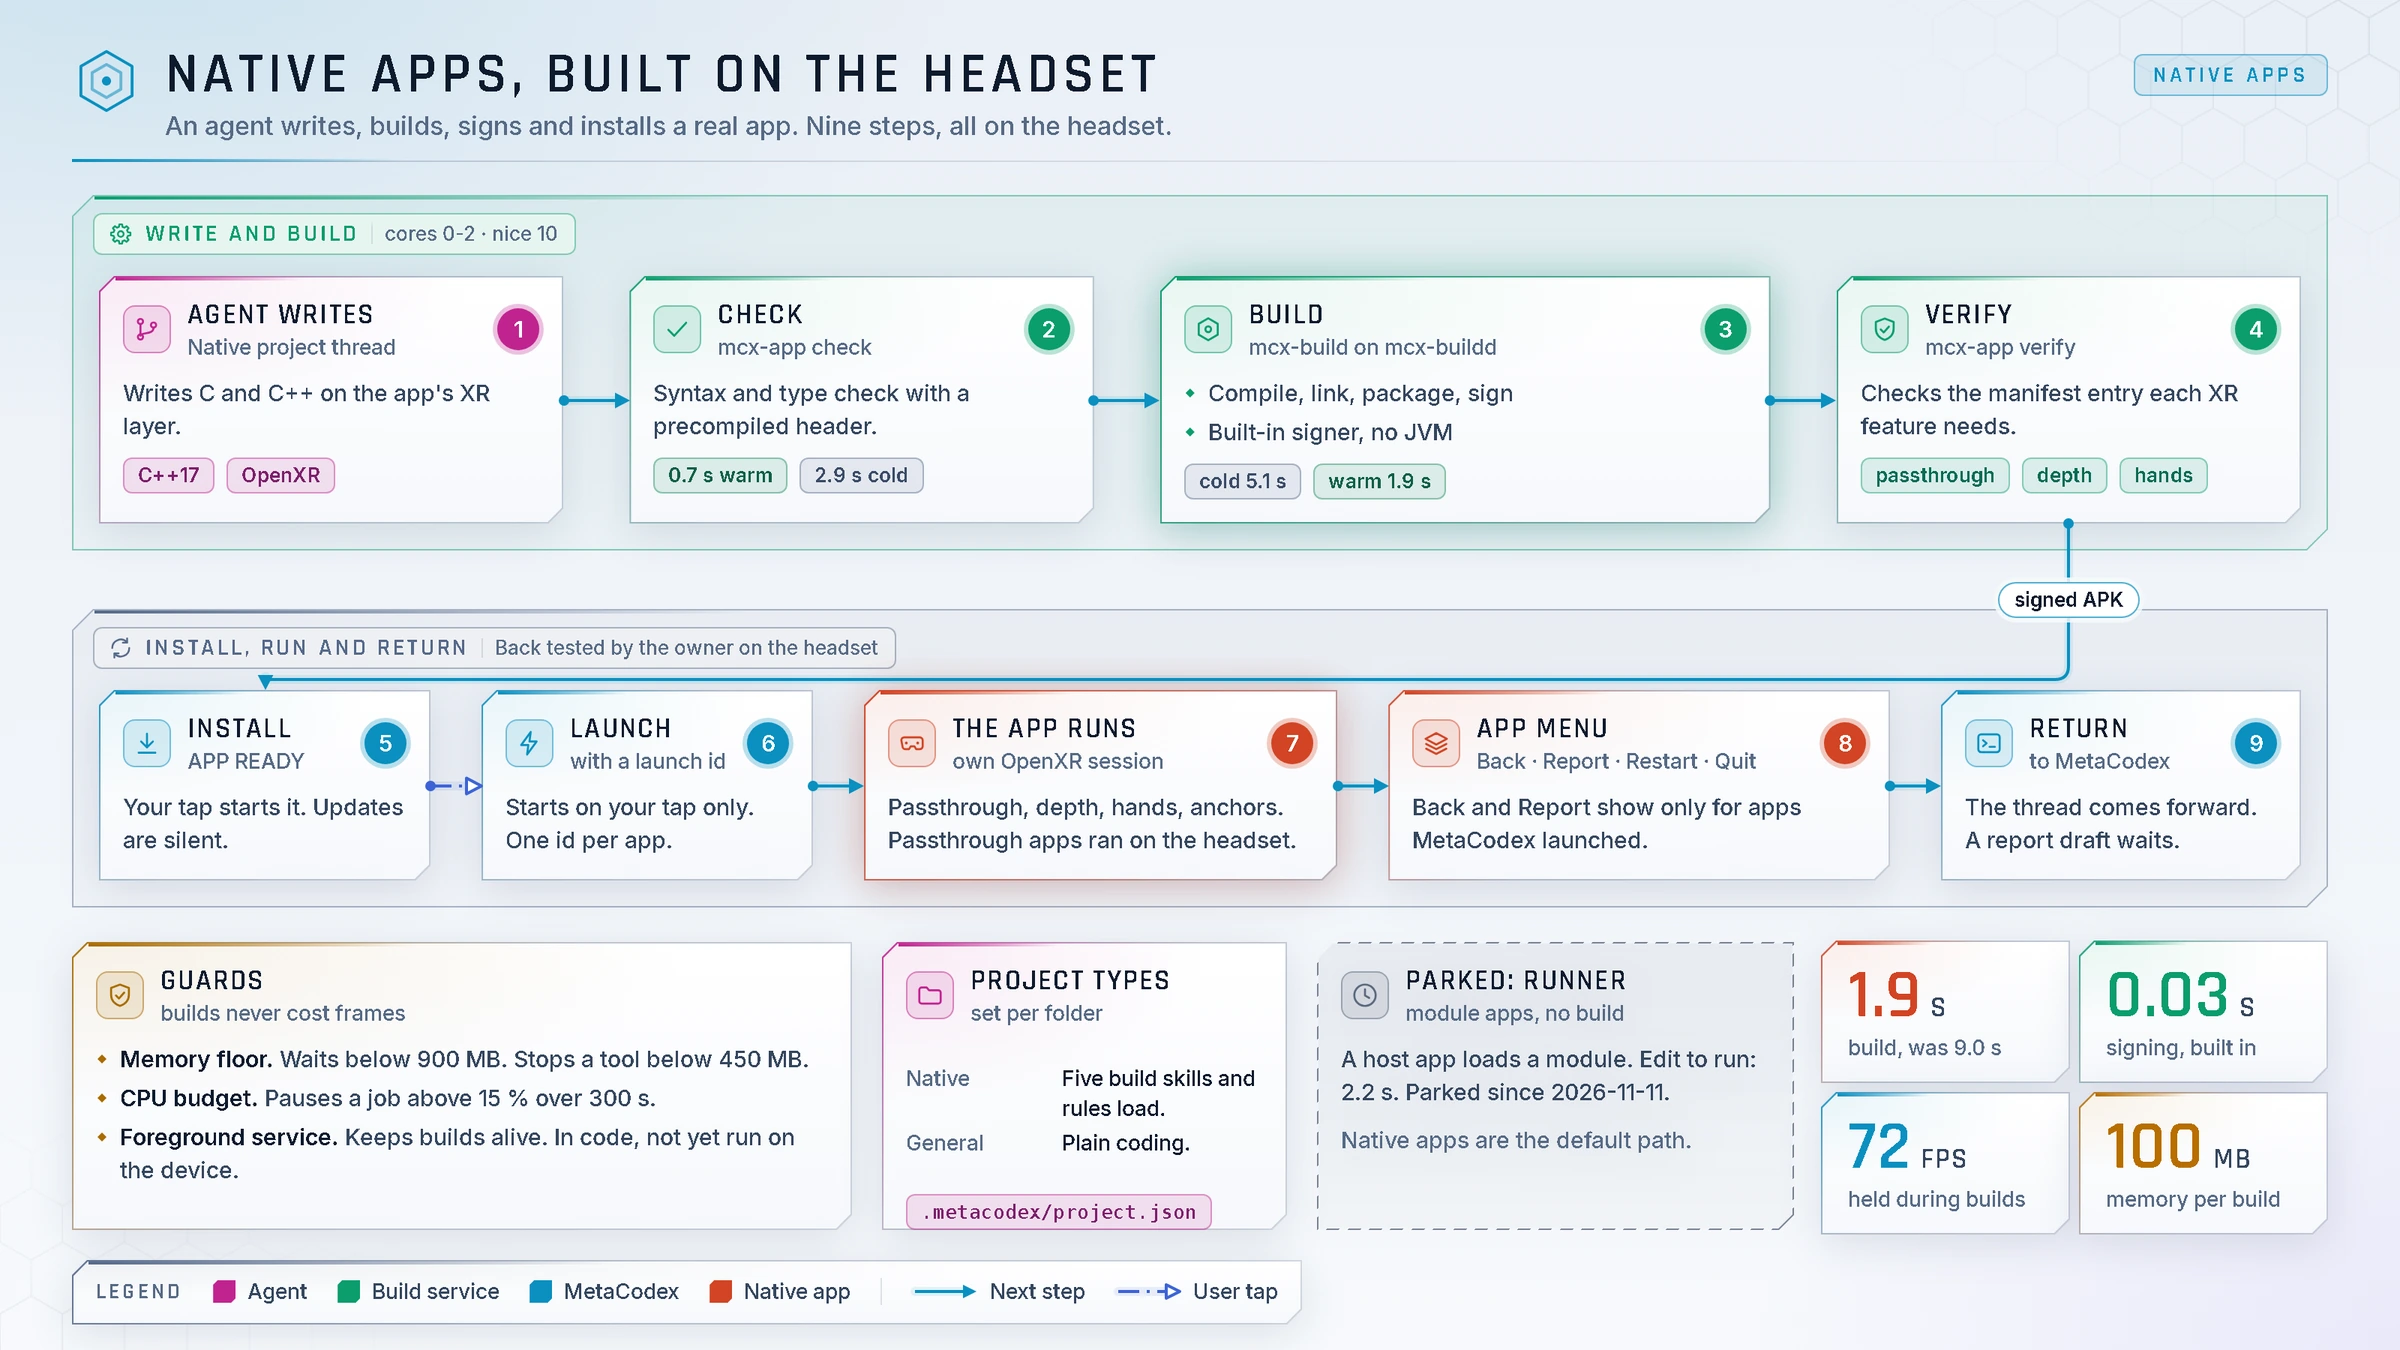 NATIVE APPS, BUILT ON THE HEADSET
An agent writes, builds, signs and installs a real app. Nine steps, all on the headset.
NATIVE APPS
WRITE AND BUILD
cores 0-2 · nice 10
AGENT WRITES
Native project thread
1
Writes C and C++ on the app's XR
layer.
C++17
OpenXR
CHECK
mcx-app check
2
Syntax and type check with a
precompiled header.
0.7 s warm
2.9 s cold
BUILD
mcx-build on mcx-buildd
3
Compile, link, package, sign
Built-in signer, no JVM
cold 5.1 s
warm 1.9 s
VERIFY
mcx-app verify
4
Checks the manifest entry each XR
feature needs.
passthrough
depth
hands
signed APK
INSTALL, RUN AND RETURN
Back tested by the owner on the headset
INSTALL
APP READY
5
Your tap starts it. Updates
are silent.
LAUNCH
with a launch id
6
Starts on your tap only.
One id per app.
THE APP RUNS
own OpenXR session
7
Passthrough, depth, hands, anchors.
Passthrough apps ran on the headset.
APP MENU
Back · Report · Restart · Quit
8
Back and Report show only for apps
MetaCodex launched.
RETURN
to MetaCodex
9
The thread comes forward.
A report draft waits.
GUARDS
builds never cost frames
Memory floor. Waits below 900 MB. Stops a tool below 450 MB.
CPU budget. Pauses a job above 15 % over 300 s.
Foreground service. Keeps builds alive. In code, not yet run on
the device.
PROJECT TYPES
set per folder
Native
Five build skills and
rules load.
General
Plain coding.
.metacodex/project.json
PARKED: RUNNER
module apps, no build
A host app loads a module. Edit to run:
2.2 s. Parked since 2026-11-11.
Native apps are the default path.
1.9 S
build, was 9.0 s
0.03 S
signing, built in
72 FPS
held during builds
100 MB
memory per build
LEGEND
Agent
Build service
MetaCodex
Native app
Next step
User tap